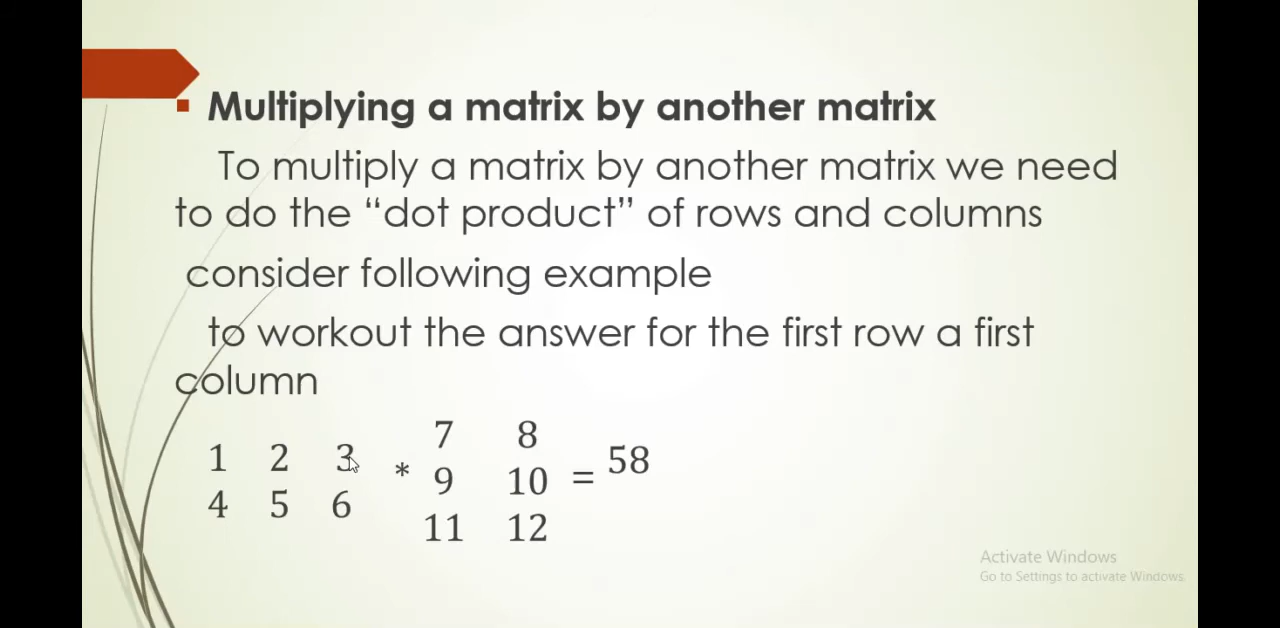 Multiplying a matrix by another matrix
To multiply a matrix by another matrix we need
to do the “dot product” of rows and columns
consider following example
to workout the answer for the first row a first
column
1 2 3 * 7 8 = 58
4 5 6 9 10
11 12
Activate Windows
Go to Settings to activate Windows.